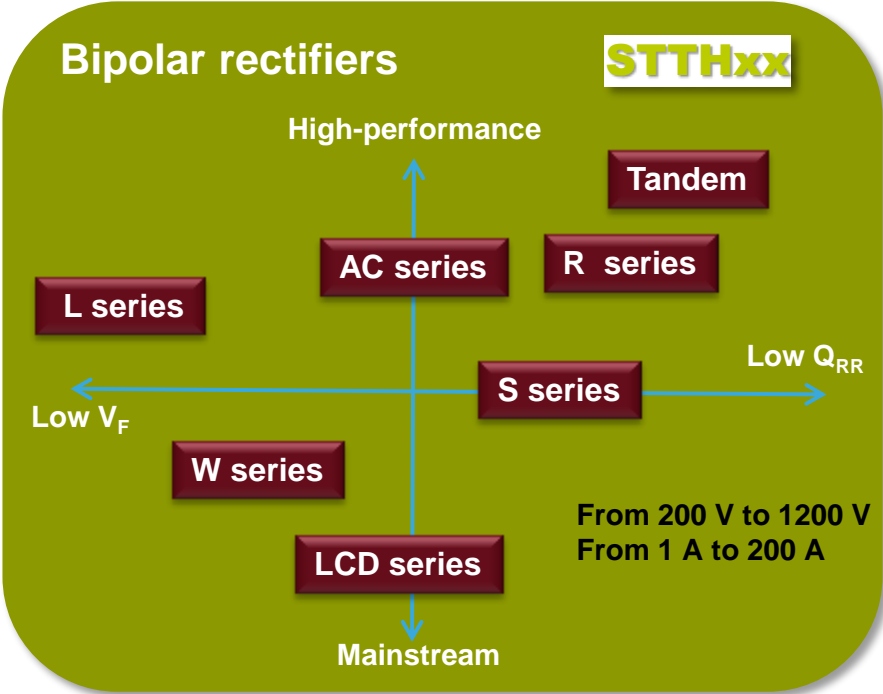 Bipolar rectifiers
STTHxx
High-performance
Tandem
AC series
R series
L series
Low QRR
S series
Low VF
W series
From 200 V to 1200 V
From 1 A to 200 A
LCD series
Mainstream